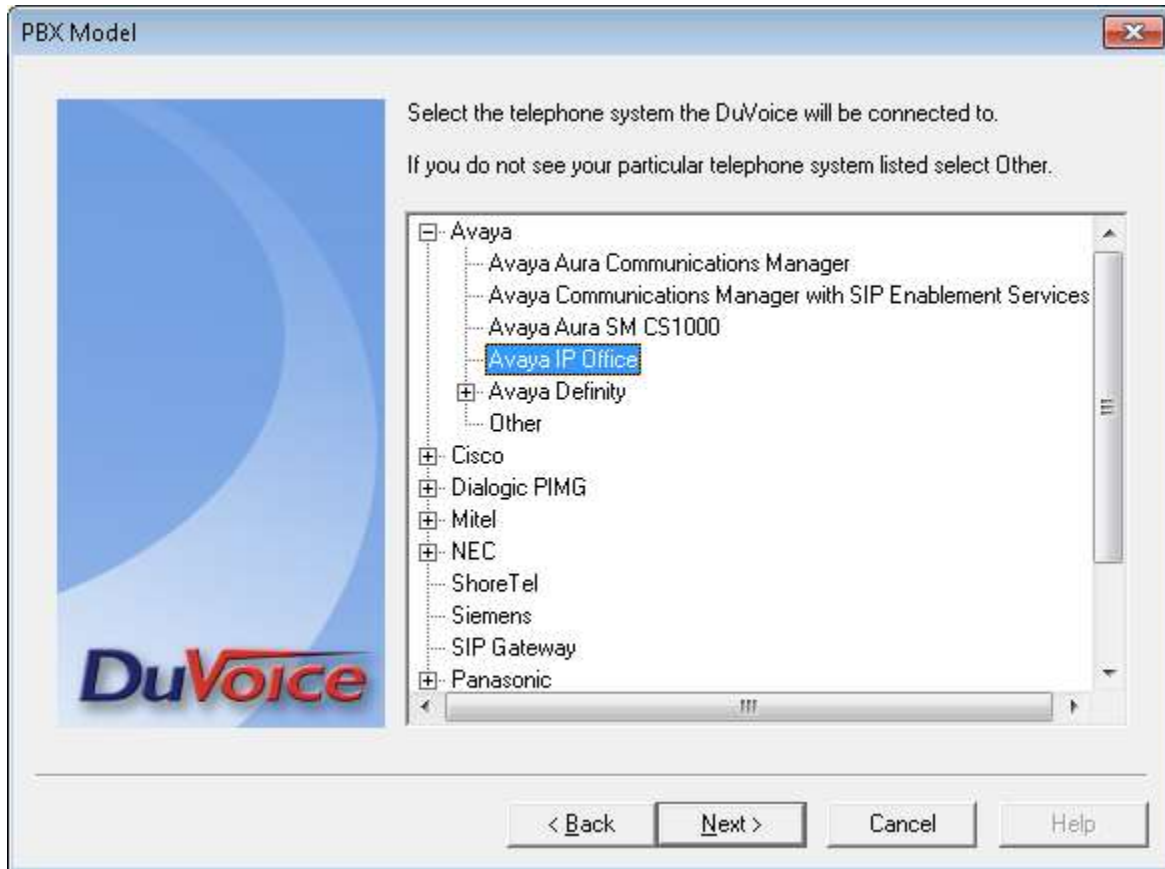 PBX Model
Select the telephone system the DuVoice will be connected to.
If you do not see your particular telephone system listed select Other.
Avaya
Avaya Aura Communications Manager
Avaya Communications Manager with SIP Enablement Services
Avaya Aura SM CS1000
Avaya IP Office
Avaya Definity
Other
Cisco
Dialogic PIMG
Mitel
NEC
ShoreTel
Siemens
SIP Gateway
Panasonic
DuVoice
< Back Next > Cancel Help